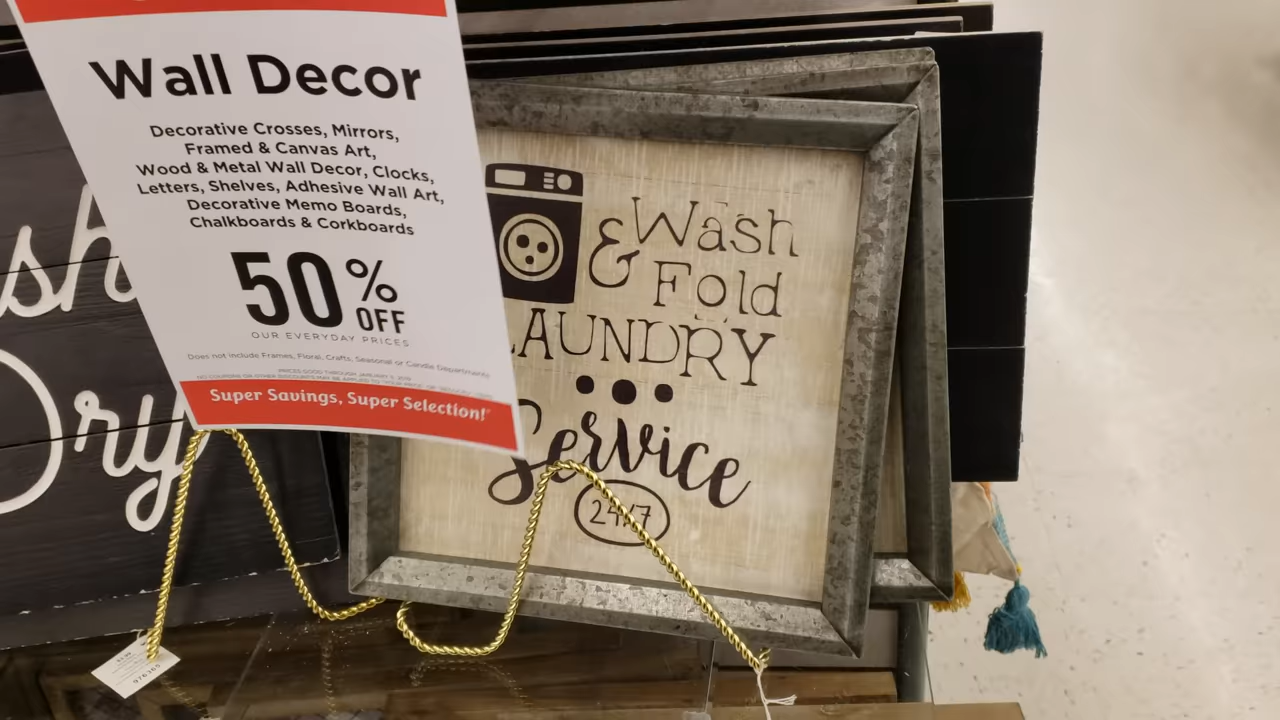 Wall Decor
Decorative Crosses, Mirrors,
Framed & Canvas Art,
Wood & Metal Wall Decor, Clocks,
Letters, Shelves, Adhesive Wall Art,
Decorative Memo Boards,
Chalkboards & Corkboards
50% OFF
OUR EVERYDAY PRICES
Does not include Frames, Floral, Crafts, Seasonal or Candle Departments
Super Savings, Super Selection!
Wash
& Fold
LAUNDRY
Service
24/7
sh
Dry